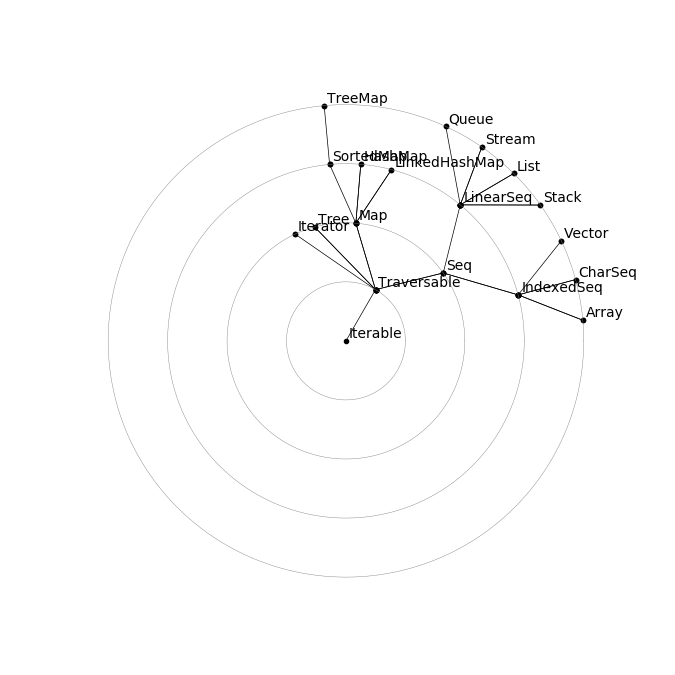 TreeMap
Queue
Stream
SortedMap
HashMap
LinkedHashMap
List
LinearSeq
Stack
Tree
Map
Iterator
Vector
Seq
CharSeq
Traversable
IndexedSeq
Array
Iterable